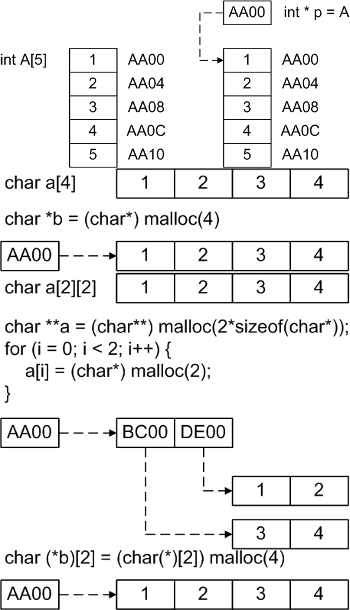 AA00 int * p = A
int A[5] 1 AA00 1 AA00
2 AA04 2 AA04
3 AA08 3 AA08
4 AA0C 4 AA0C
5 AA10 5 AA10
char a[4] 1 2 3 4
char *b = (char*) malloc(4)
AA00 1 2 3 4
char a[2][2] 1 2 3 4
char **a = (char**) malloc(2*sizeof(char*));
for (i = 0; i < 2; i++) {
a[i] = (char*) malloc(2);
}
AA00 BC00 DE00
1 2
3 4
char (*b)[2] = (char(*)[2]) malloc(4)
AA00 1 2 3 4